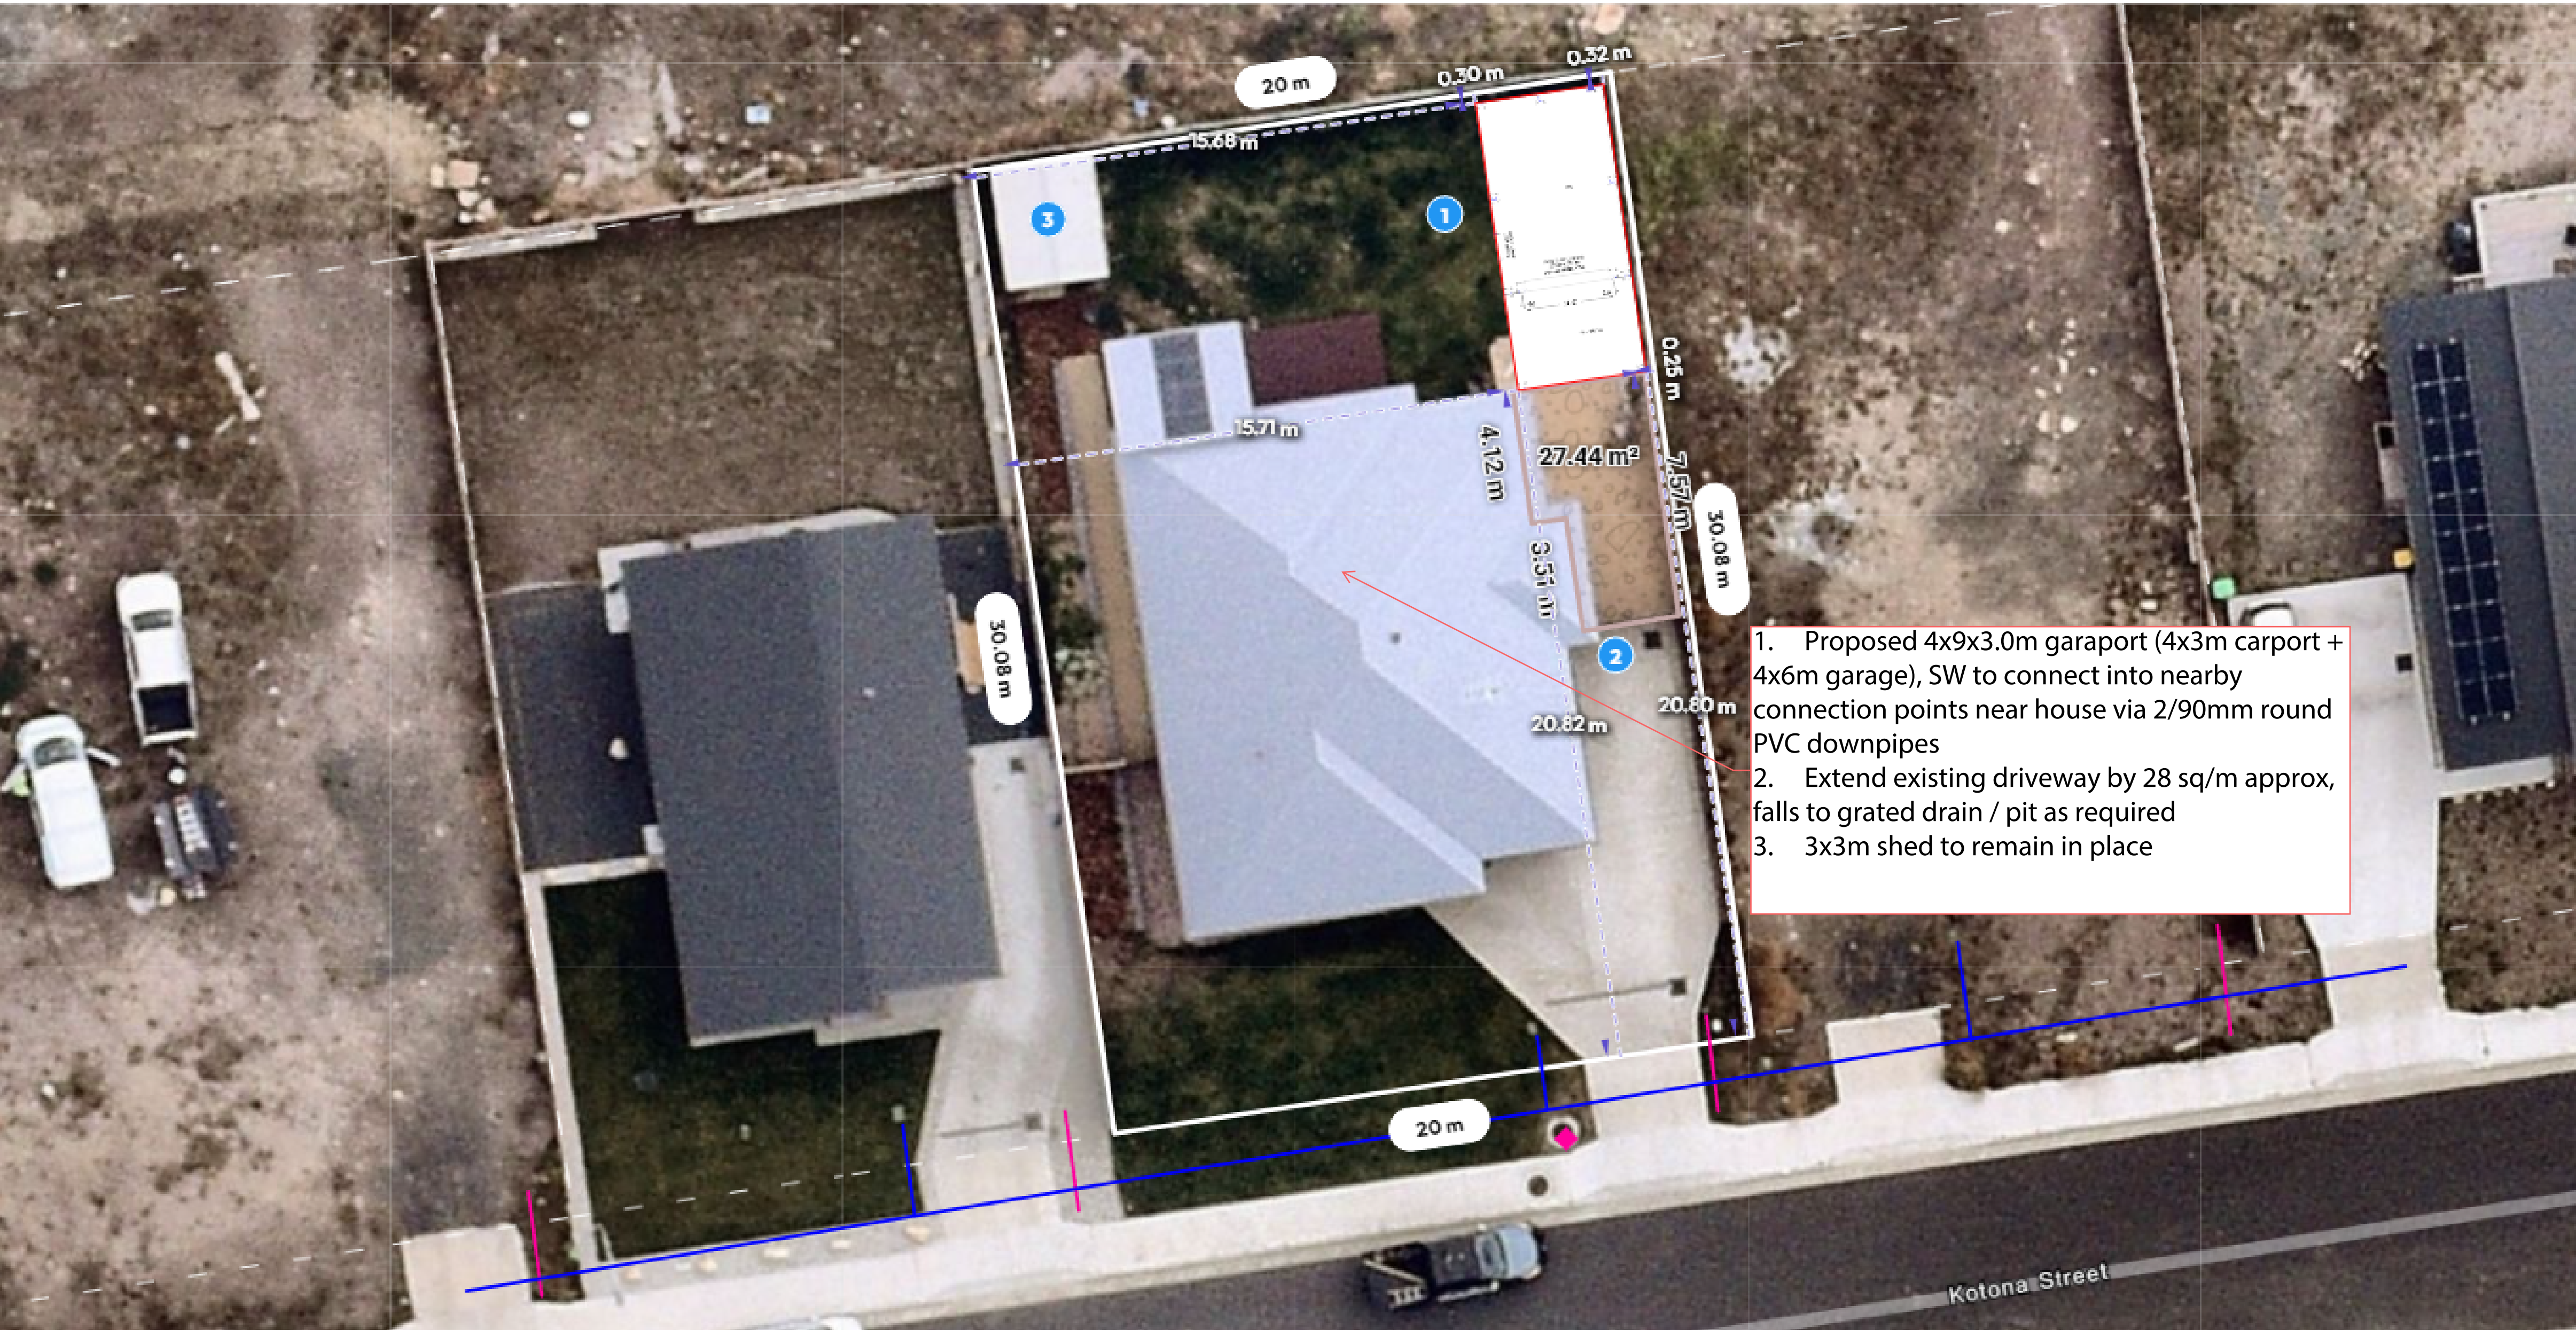 0.32 m
0.30 m
20 m
15.68 m
3
1
0.25 m
15.71 m
4.12 m
27.44 m²
7.57 m
30.08 m
3.51 m
30.08 m
2
20.82 m
20.80 m
1. Proposed 4x9x3.0m garaport (4x3m carport +
4x6m garage), SW to connect into nearby
connection points near house via 2/90mm round
PVC downpipes
2. Extend existing driveway by 28 sq/m approx,
falls to grated drain / pit as required
3. 3x3m shed to remain in place
20 m
Kotona Street